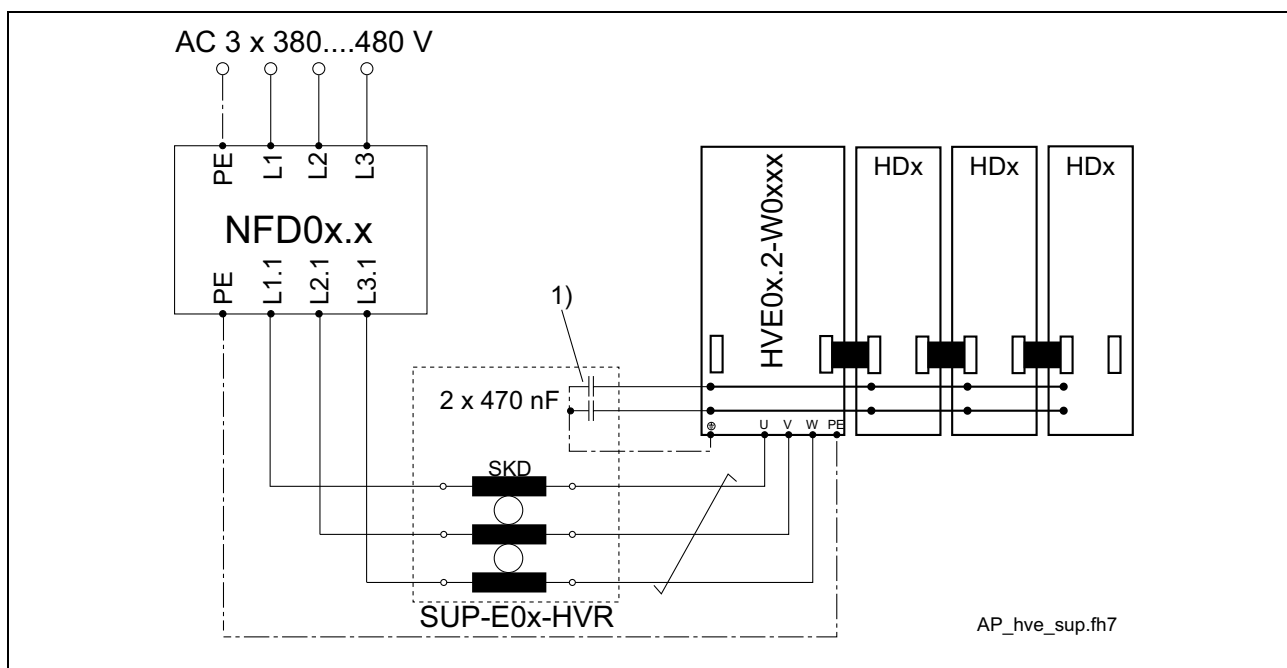 AC 3 x 380....480 V
PE L1 L2 L3
NFD0x.x
PE L1.1 L2.1 L3.1
HVE0x.2-W0xxx
HDx HDx HDx
1)
2 x 470 nF
U V W PE
SKD
SUP-E0x-HVR
AP_hve_sup.fh7